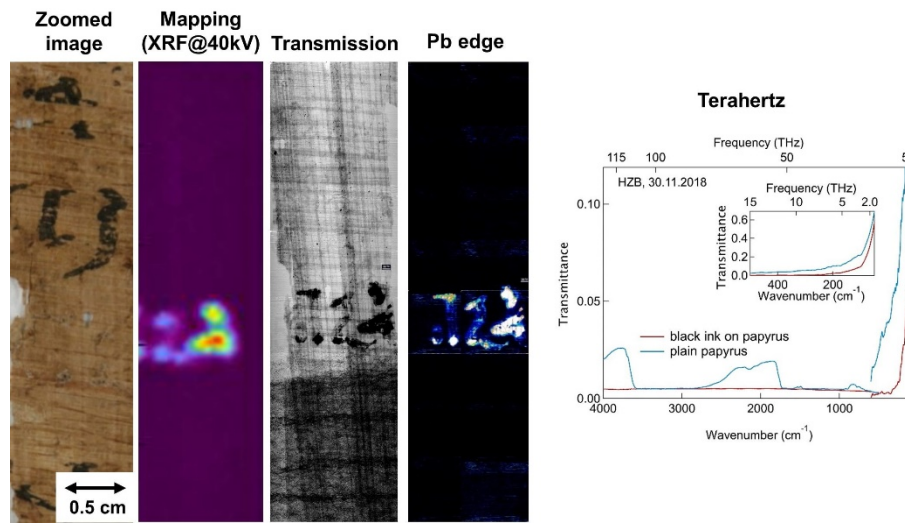 Zoomed image
Mapping (XRF@40kV)
Transmission
Pb edge
0.5 cm
Terahertz
Frequency (THz)
115 100 50 5
HZB, 30.11.2018
Frequency (THz)
15 10 5 2.0
0.6
0.4
0.2
0.0
Transmittance
400 200
Wavenumber (cm⁻¹)
0.10
0.05
0.00
Transmittance
black ink on papyrus
plain papyrus
4000 3000 2000 1000
Wavenumber (cm⁻¹)